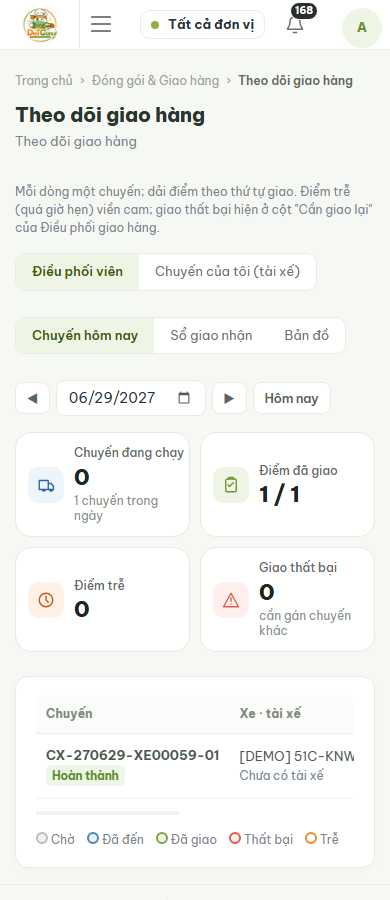 168
Tất cả đơn vị
A
Trang chủ › Đóng gói & Giao hàng › Theo dõi giao hàng
Theo dõi giao hàng
Theo dõi giao hàng
Mỗi dòng một chuyến; dải điểm theo thứ tự giao. Điểm trễ
(quá giờ hẹn) viền cam; giao thất bại hiện ở cột "Cần giao lại"
của Điều phối giao hàng.
Điều phối viên
Chuyến của tôi (tài xế)
Chuyến hôm nay
Sổ giao nhận
Bản đồ
06/29/2027
Hôm nay
Chuyến đang chạy
0
1 chuyến trong
ngày
Điểm đã giao
1 / 1
Điểm trễ
0
Giao thất bại
0
cần gán chuyến
khác
Chuyến
Xe · tài xế
CX-270629-XE00059-01
[DEMO] 51C-KNW
Hoàn thành
Chưa có tài xế
Chờ
Đã đến
Đã giao
Thất bại
Trễ